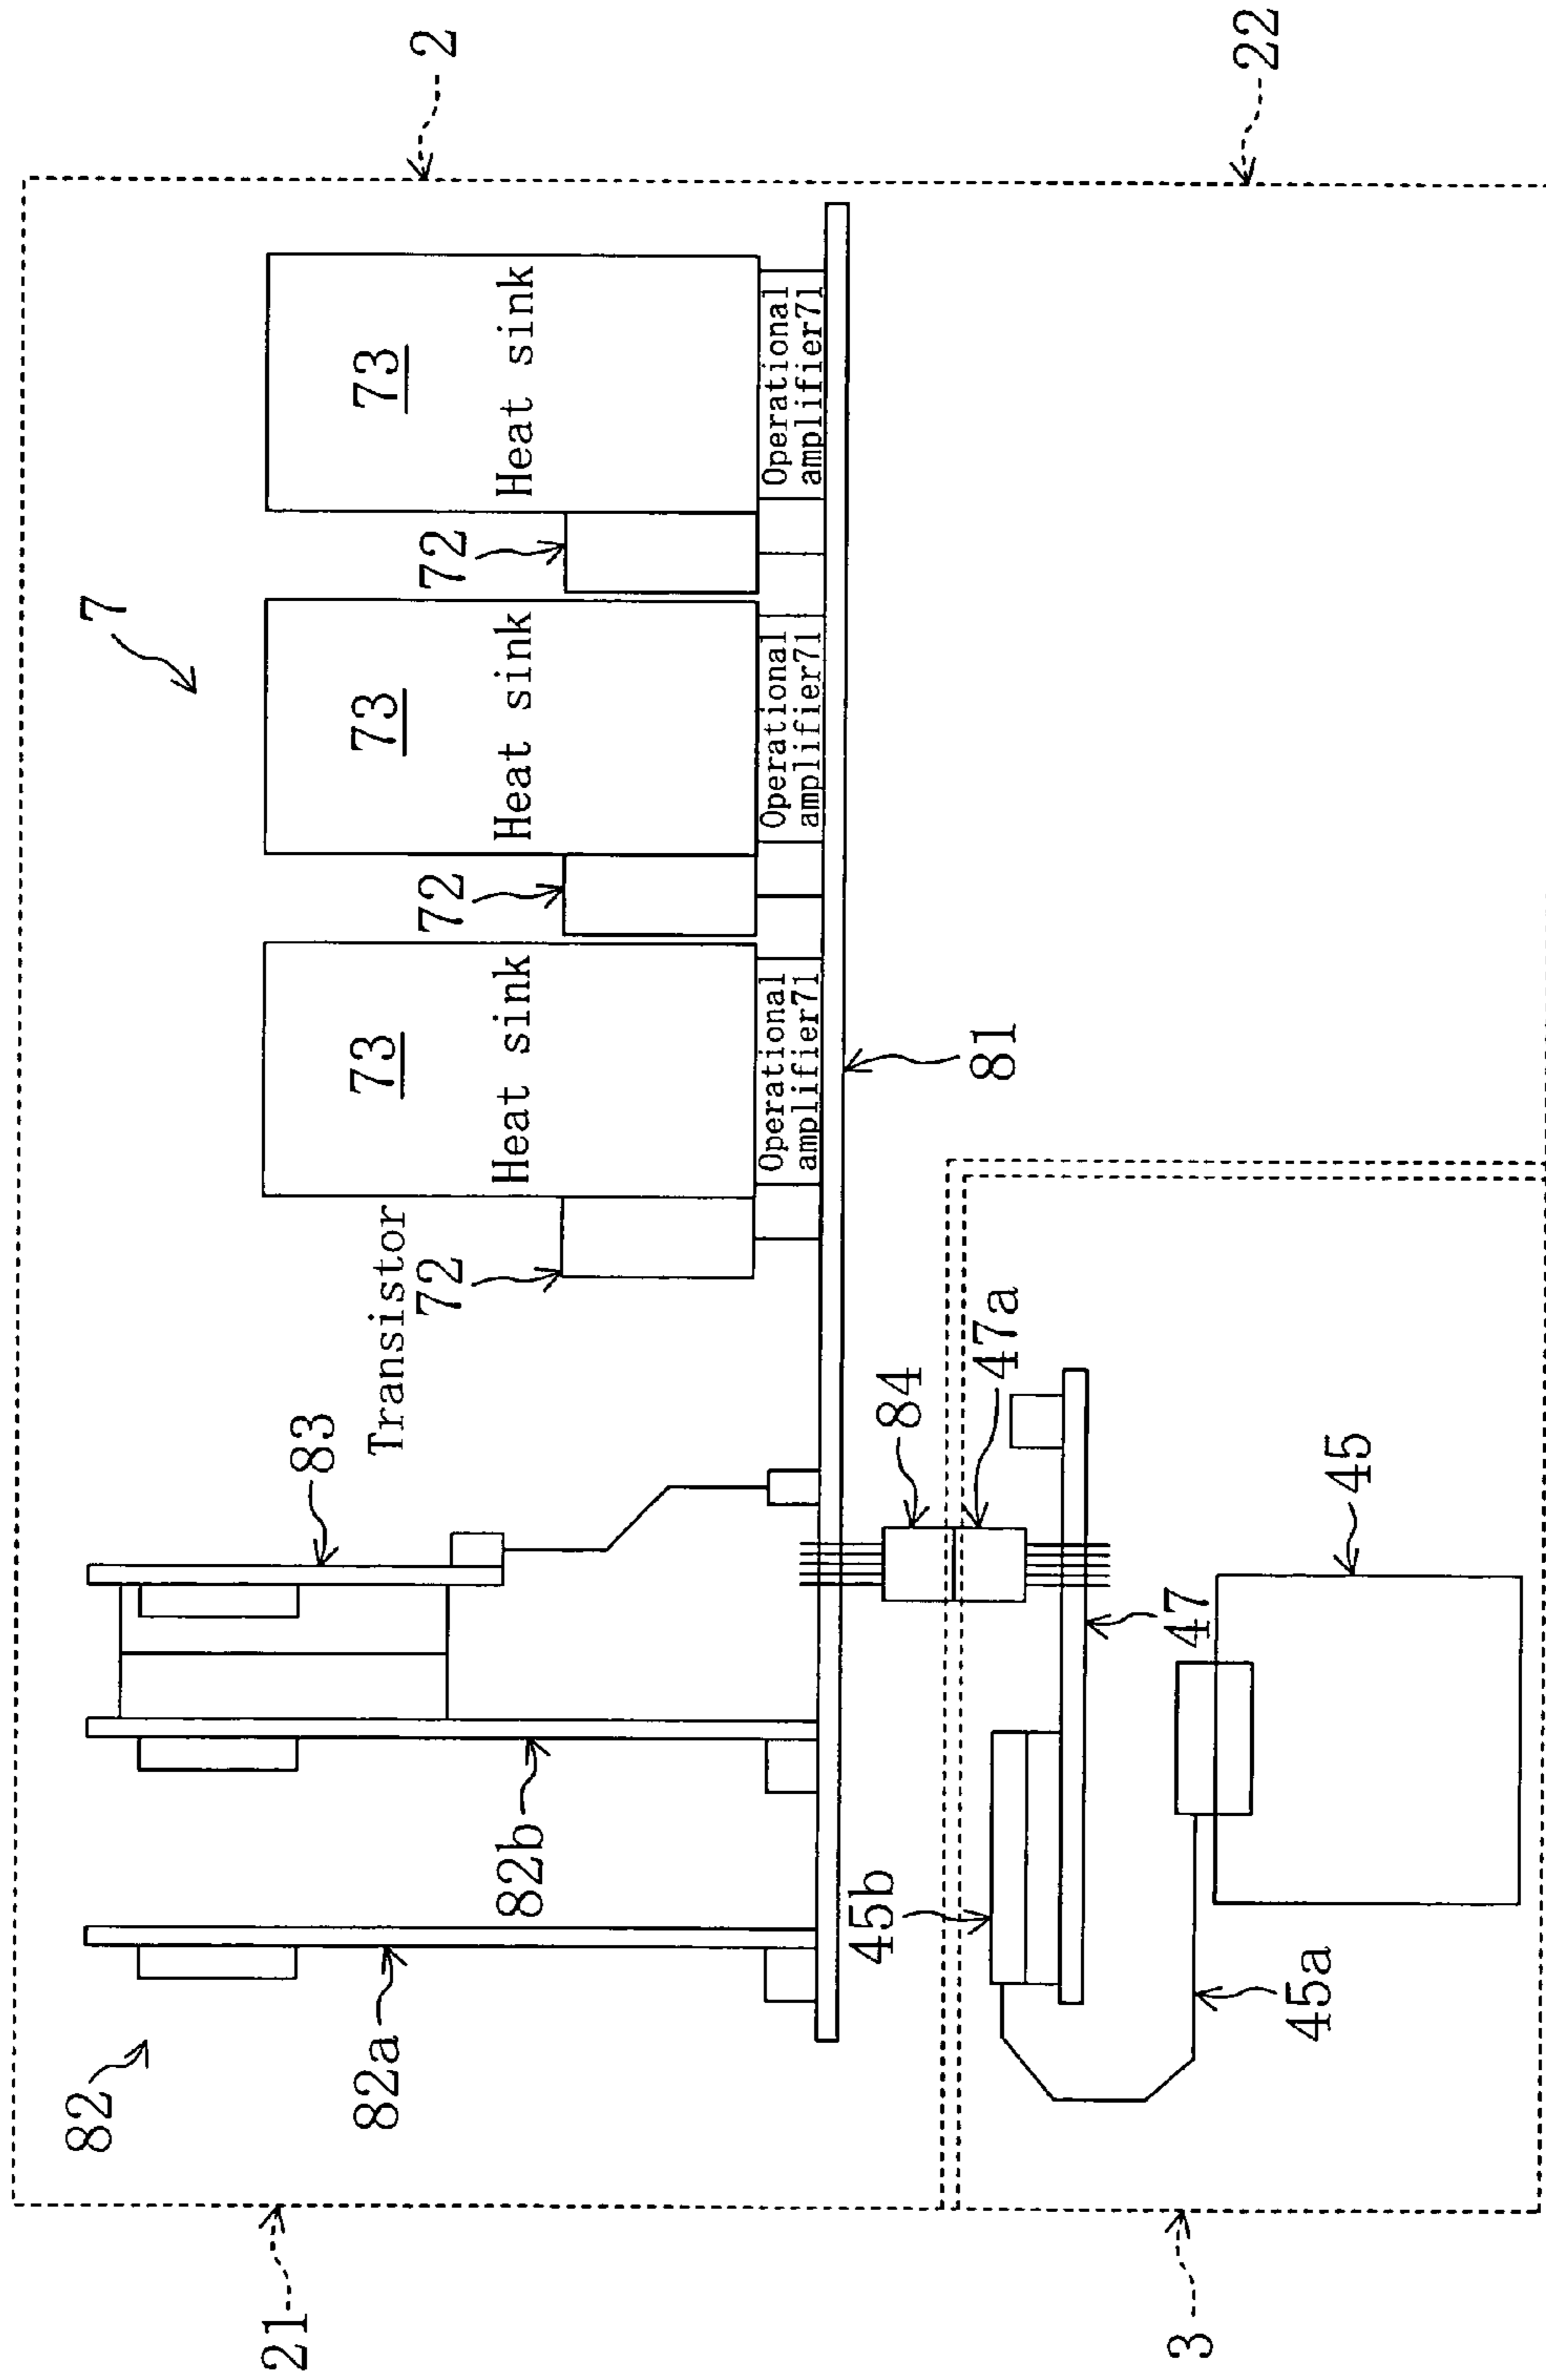 82
7
21
83
82a
73
73
73
Transistor
72
72
72
2
82b
Heat sink
Heat sink
Heat sink
Operational
amplifier71
Operational
amplifier71
Operational
amplifier71
45b
84
47a
81
3
47
22
45a
45